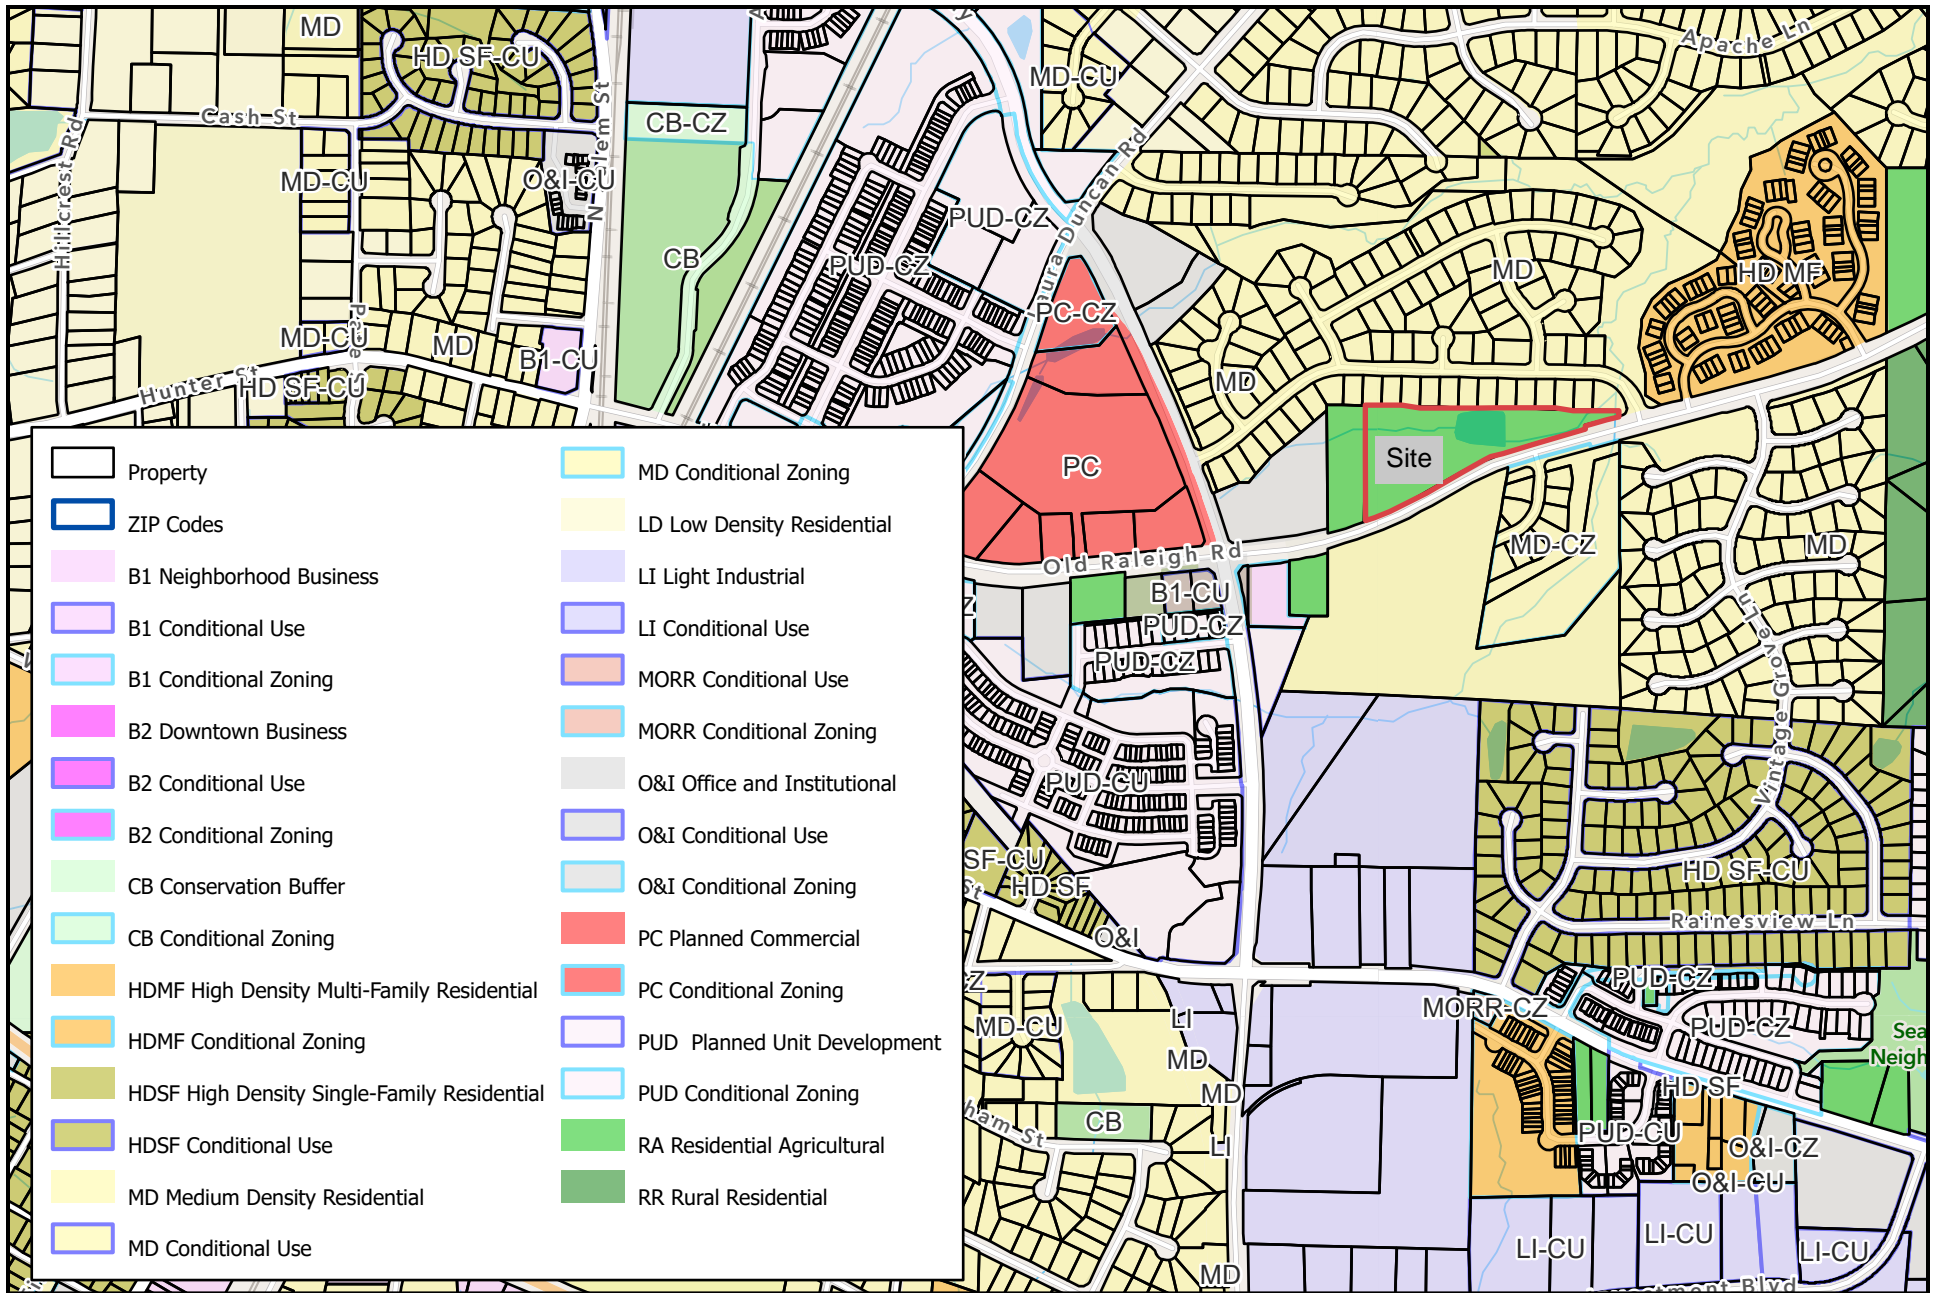 MD
HD SF-CU
Cash St
Hillcrest Rd
MD-CU
O&I-CU
CB-CZ
CB
MD-CU
Apache Ln
PUD-CZ
PUD-CZ
HD MF
MD
PC-CZ
MD-CU
MD
B1-CU
Hunter St
HD SF-CU
MD
PC
Site
Old Raleigh Rd
MD-CZ
MD
B1-CU
PUD-CZ
PUD-CZ
PUD-CU
Vintage Grove Ln
SF-CU
HD SF
HD SF-CU
Rainesview Ln
O&I
PUD-CZ
MORR-CZ
PUD-CZ
MD-CU
LI
MD
MD
HD SF
CB
LI
PUD-CU
O&I-CZ
O&I-CU
LI-CU
LI-CU
LI-CU
MD
Property
ZIP Codes
B1 Neighborhood Business
B1 Conditional Use
B1 Conditional Zoning
B2 Downtown Business
B2 Conditional Use
B2 Conditional Zoning
CB Conservation Buffer
CB Conditional Zoning
HDMF High Density Multi-Family Residential
HDMF Conditional Zoning
HDSF High Density Single-Family Residential
HDSF Conditional Use
MD Medium Density Residential
MD Conditional Use
MD Conditional Zoning
LD Low Density Residential
LI Light Industrial
LI Conditional Use
MORR Conditional Use
MORR Conditional Zoning
O&I Office and Institutional
O&I Conditional Use
O&I Conditional Zoning
PC Planned Commercial
PC Conditional Zoning
PUD Planned Unit Development
PUD Conditional Zoning
RA Residential Agricultural
RR Rural Residential